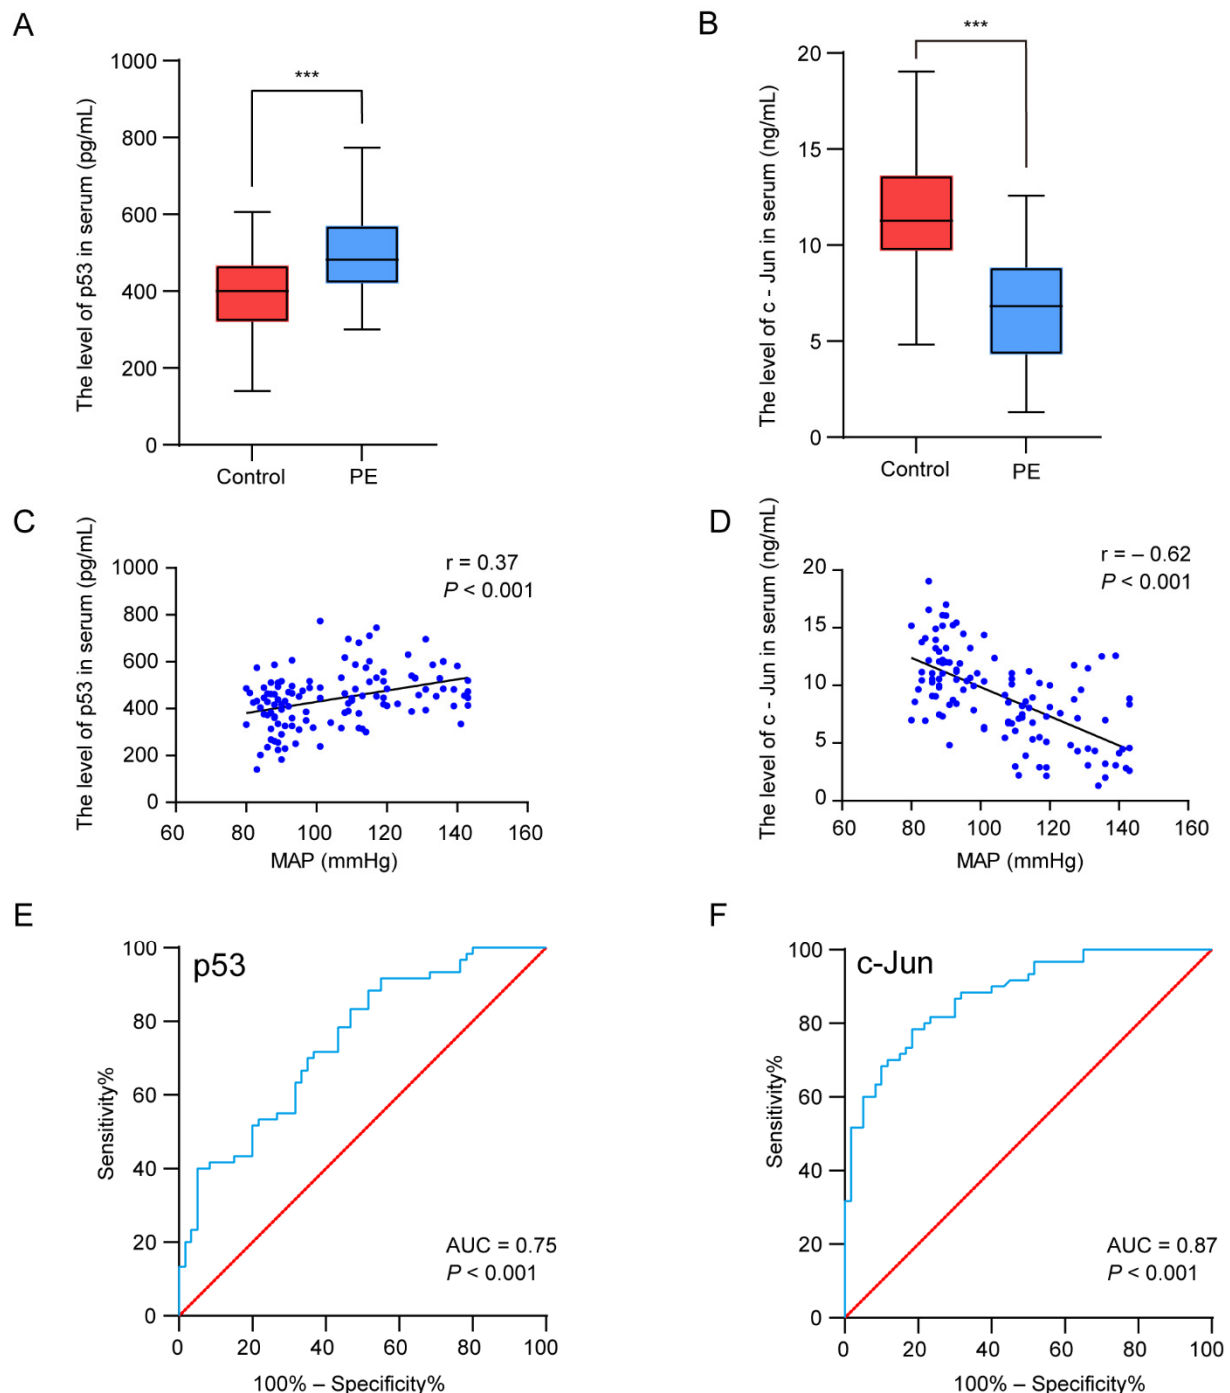 A
The level of p53 in serum (pg/mL)
1000
800
600
400
200
0
***
Control
PE
B
The level of c - Jun in serum (ng/mL)
20
15
10
5
0
***
Control
PE
C
The level of p53 in serum (pg/mL)
1000
800
600
400
200
0
r = 0.37
P < 0.001
60
80
100
120
140
160
MAP (mmHg)
D
The level of c - Jun in serum (ng/mL)
20
15
10
5
0
r = – 0.62
P < 0.001
60
80
100
120
140
160
MAP (mmHg)
E
p53
Sensitivity%
100
80
60
40
20
0
AUC = 0.75
P < 0.001
0
20
40
60
80
100
100% – Specificity%
F
c-Jun
Sensitivity%
100
80
60
40
20
0
AUC = 0.87
P < 0.001
0
20
40
60
80
100
100% – Specificity%